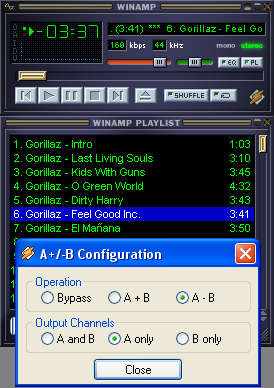 WINAMP
O A I D V
-03:37
. (3:41) *** 6. Gorillaz - Feel Go
160 kbps 44 kHz mono stereo
EQ PL
SHUFFLE
WINAMP PLAYLIST
1. Gorillaz - Intro 1:03
2. Gorillaz - Last Living Souls 3:10
3. Gorillaz - Kids With Guns 3:45
4. Gorillaz - O Green World 4:32
5. Gorillaz - Dirty Harry 3:43
6. Gorillaz - Feel Good Inc. 3:41
7. Gorillaz - El Mañana 3:50
A+/-B Configuration
Operation
Bypass A + B A - B
Output Channels
A and B A only B only
Close